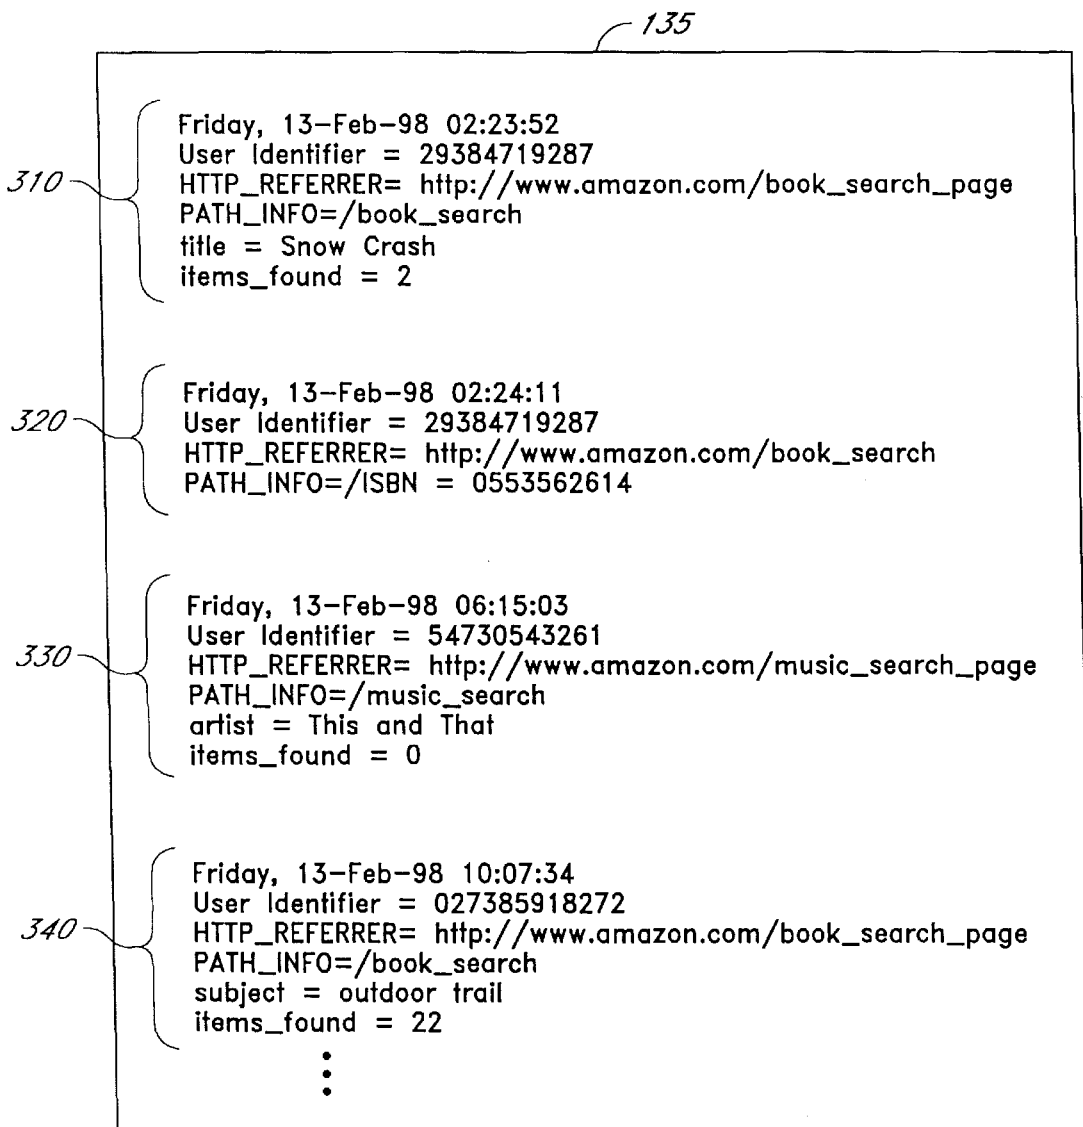 135
310
Friday, 13-Feb-98 02:23:52
User Identifier = 29384719287
HTTP_REFERRER= http://www.amazon.com/book_search_page
PATH_INFO=/book_search
title = Snow Crash
items_found = 2
320
Friday, 13-Feb-98 02:24:11
User Identifier = 29384719287
HTTP_REFERRER= http://www.amazon.com/book_search
PATH_INFO=/ISBN = 0553562614
330
Friday, 13-Feb-98 06:15:03
User Identifier = 54730543261
HTTP_REFERRER= http://www.amazon.com/music_search_page
PATH_INFO=/music_search
artist = This and That
items_found = 0
340
Friday, 13-Feb-98 10:07:34
User Identifier = 027385918272
HTTP_REFERRER= http://www.amazon.com/book_search_page
PATH_INFO=/book_search
subject = outdoor trail
items_found = 22